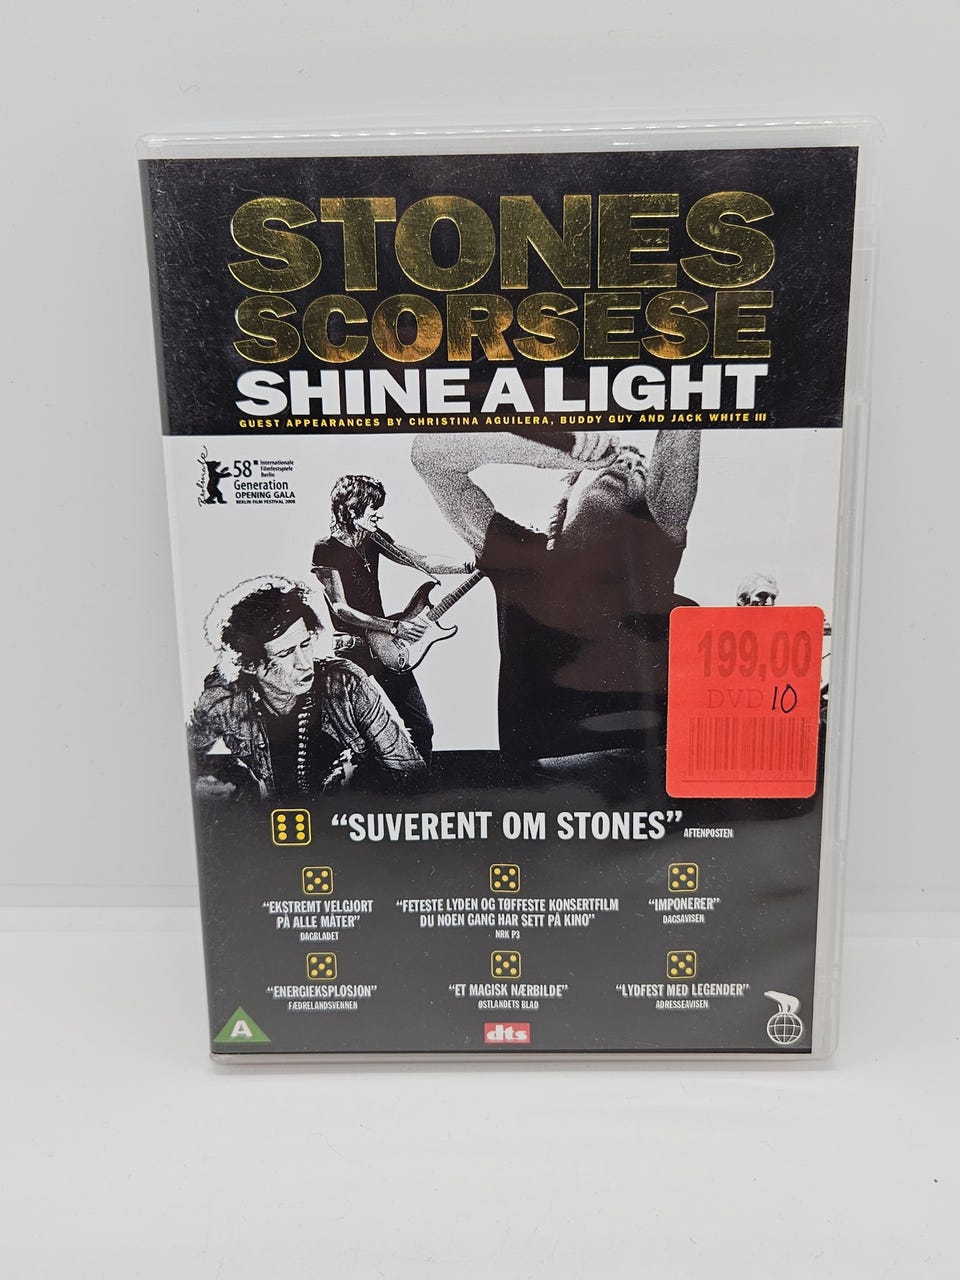 STONES
SCORSESE
SHINE A LIGHT
GUEST APPEARANCES BY CHRISTINA AGUILERA, BUDDY GUY AND JACK WHITE III
Berlinale
58
Internationale
Filmfestspiele
Berlin
Generation
OPENING GALA
BERLIN FILM FESTIVAL 2008
199,00
DVD 10
"SUVERENT OM STONES" AFTENPOSTEN
"EKSTREMT VELGJORT
PÅ ALLE MÅTER"
DAGBLADET
"FETESTE LYDEN OG TØFFESTE KONSERTFILM
DU NOEN GANG HAR SETT PÅ KINO"
NRK P3
"IMPONERER"
DAGSAVISEN
"ENERGIEKSPLOSJON"
FÆDRELANDSVENNEN
"ET MAGISK NÆRBILDE"
ØSTLANDETS BLAD
"LYDFEST MED LEGENDER"
ADRESSEAVISEN
A
dts